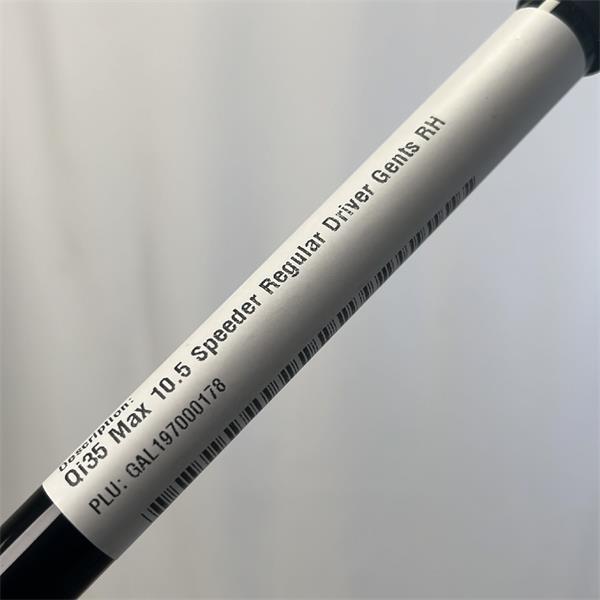 Description:
Qi35 Max 10.5 Speeder Regular Driver Gents RH
PLU: GAL197000178